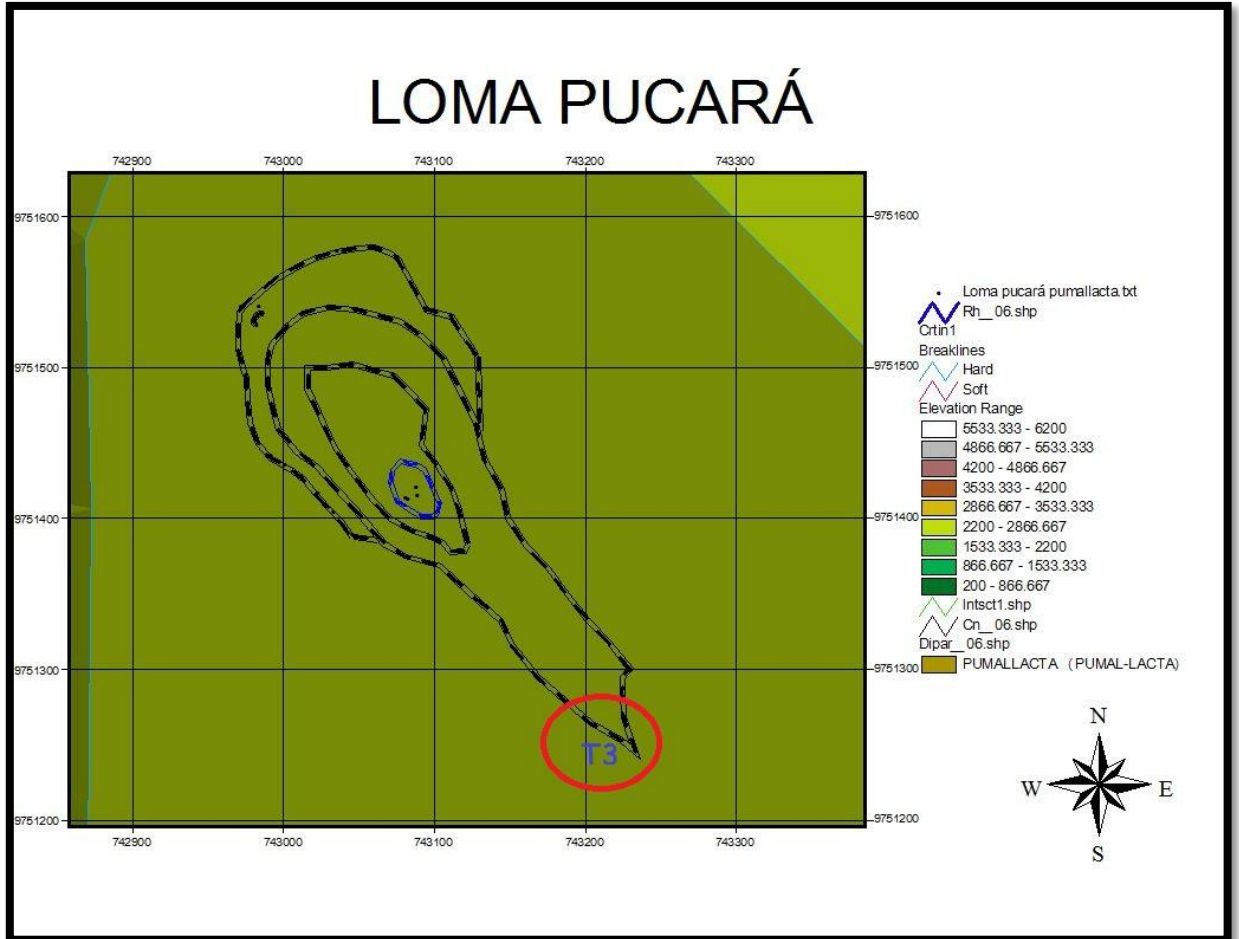 LOMA PUCARÁ
742900 743000 743100 743200 743300
9751600 9751600
9751500 9751500
9751400 9751400
9751300 9751300
9751200 9751200
742900 743000 743100 743200 743300
T3
Loma pucará pumallacta.txt
Rh__06.shp
Crtin1
Breaklines
Hard
Soft
Elevation Range
5533.333 - 6200
4866.667 - 5533.333
4200 - 4866.667
3533.333 - 4200
2866.667 - 3533.333
2200 - 2866.667
1533.333 - 2200
866.667 - 1533.333
200 - 866.667
Intsct1.shp
Cn__06.shp
Dipar__06.shp
PUMALLACTA (PUMAL-LACTA)
N
W E
S